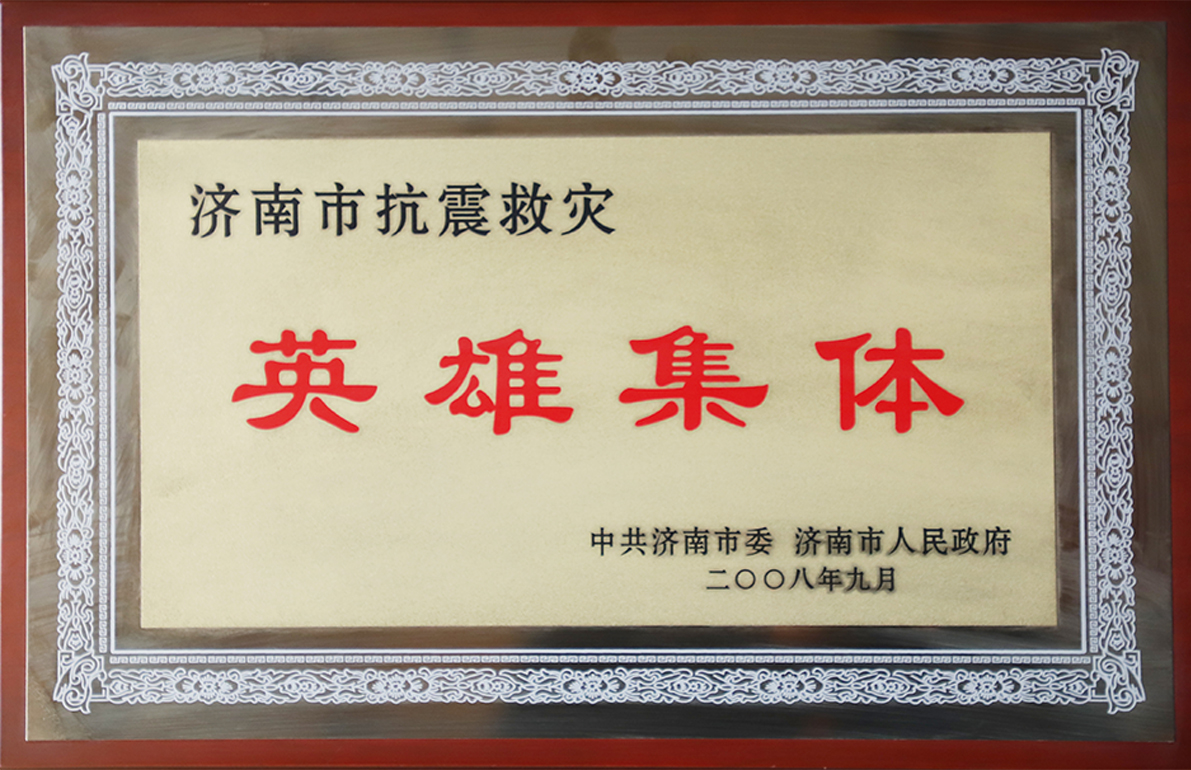 济南市抗震救灾
英雄集体
中共济南市委 济南市人民政府
二〇〇八年九月